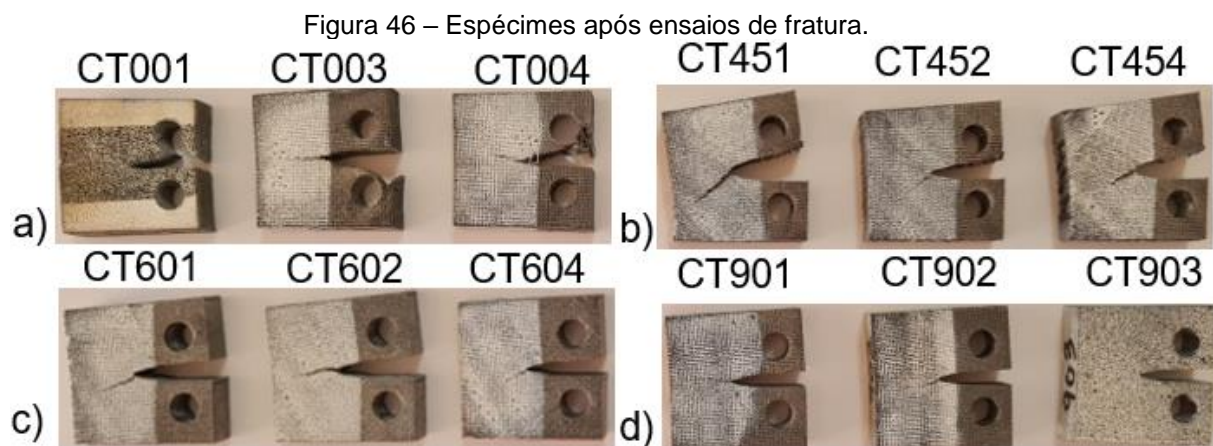 Figura 46 – Espécimes após ensaios de fratura.
CT001 CT003 CT004
CT451 CT452 CT454
a)
b)
CT601 CT602 CT604
CT901 CT902 CT903
c)
d)